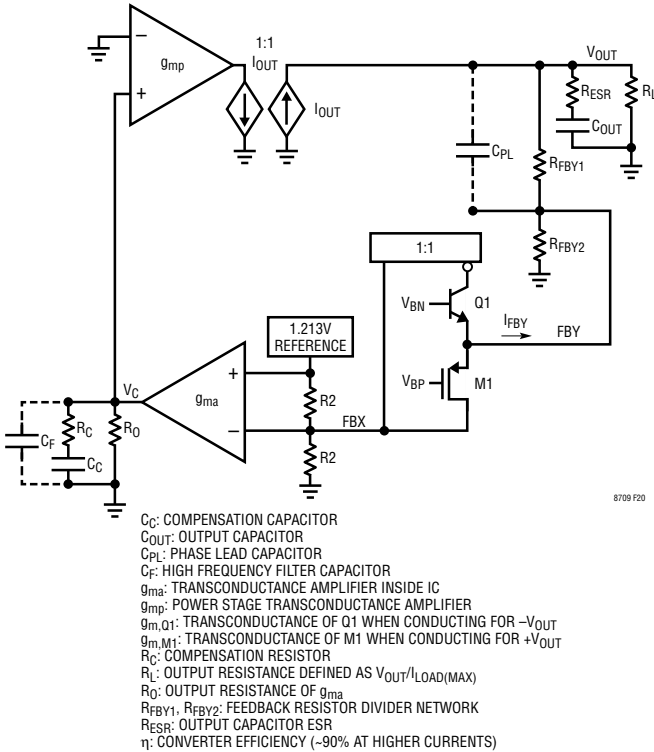 gmp
−
+
1:1
IOUT
IOUT
VOUT
RESR
RL
COUT
CPL
RFBY1
RFBY2
1:1
VBN
Q1
IFBY
FBY
1.213V
REFERENCE
VBP
M1
VC
gma
+
−
R2
FBX
R2
CF
RC
RO
CC
8709 F20
CC: COMPENSATION CAPACITOR
COUT: OUTPUT CAPACITOR
CPL: PHASE LEAD CAPACITOR
CF: HIGH FREQUENCY FILTER CAPACITOR
gma: TRANSCONDUCTANCE AMPLIFIER INSIDE IC
gmp: POWER STAGE TRANSCONDUCTANCE AMPLIFIER
gm,Q1: TRANSCONDUCTANCE OF Q1 WHEN CONDUCTING FOR –VOUT
gm,M1: TRANSCONDUCTANCE OF M1 WHEN CONDUCTING FOR +VOUT
RC: COMPENSATION RESISTOR
RL: OUTPUT RESISTANCE DEFINED AS VOUT/ILOAD(MAX)
RO: OUTPUT RESISTANCE OF gma
RFBY1, RFBY2: FEEDBACK RESISTOR DIVIDER NETWORK
RESR: OUTPUT CAPACITOR ESR
η: CONVERTER EFFICIENCY (~90% AT HIGHER CURRENTS)